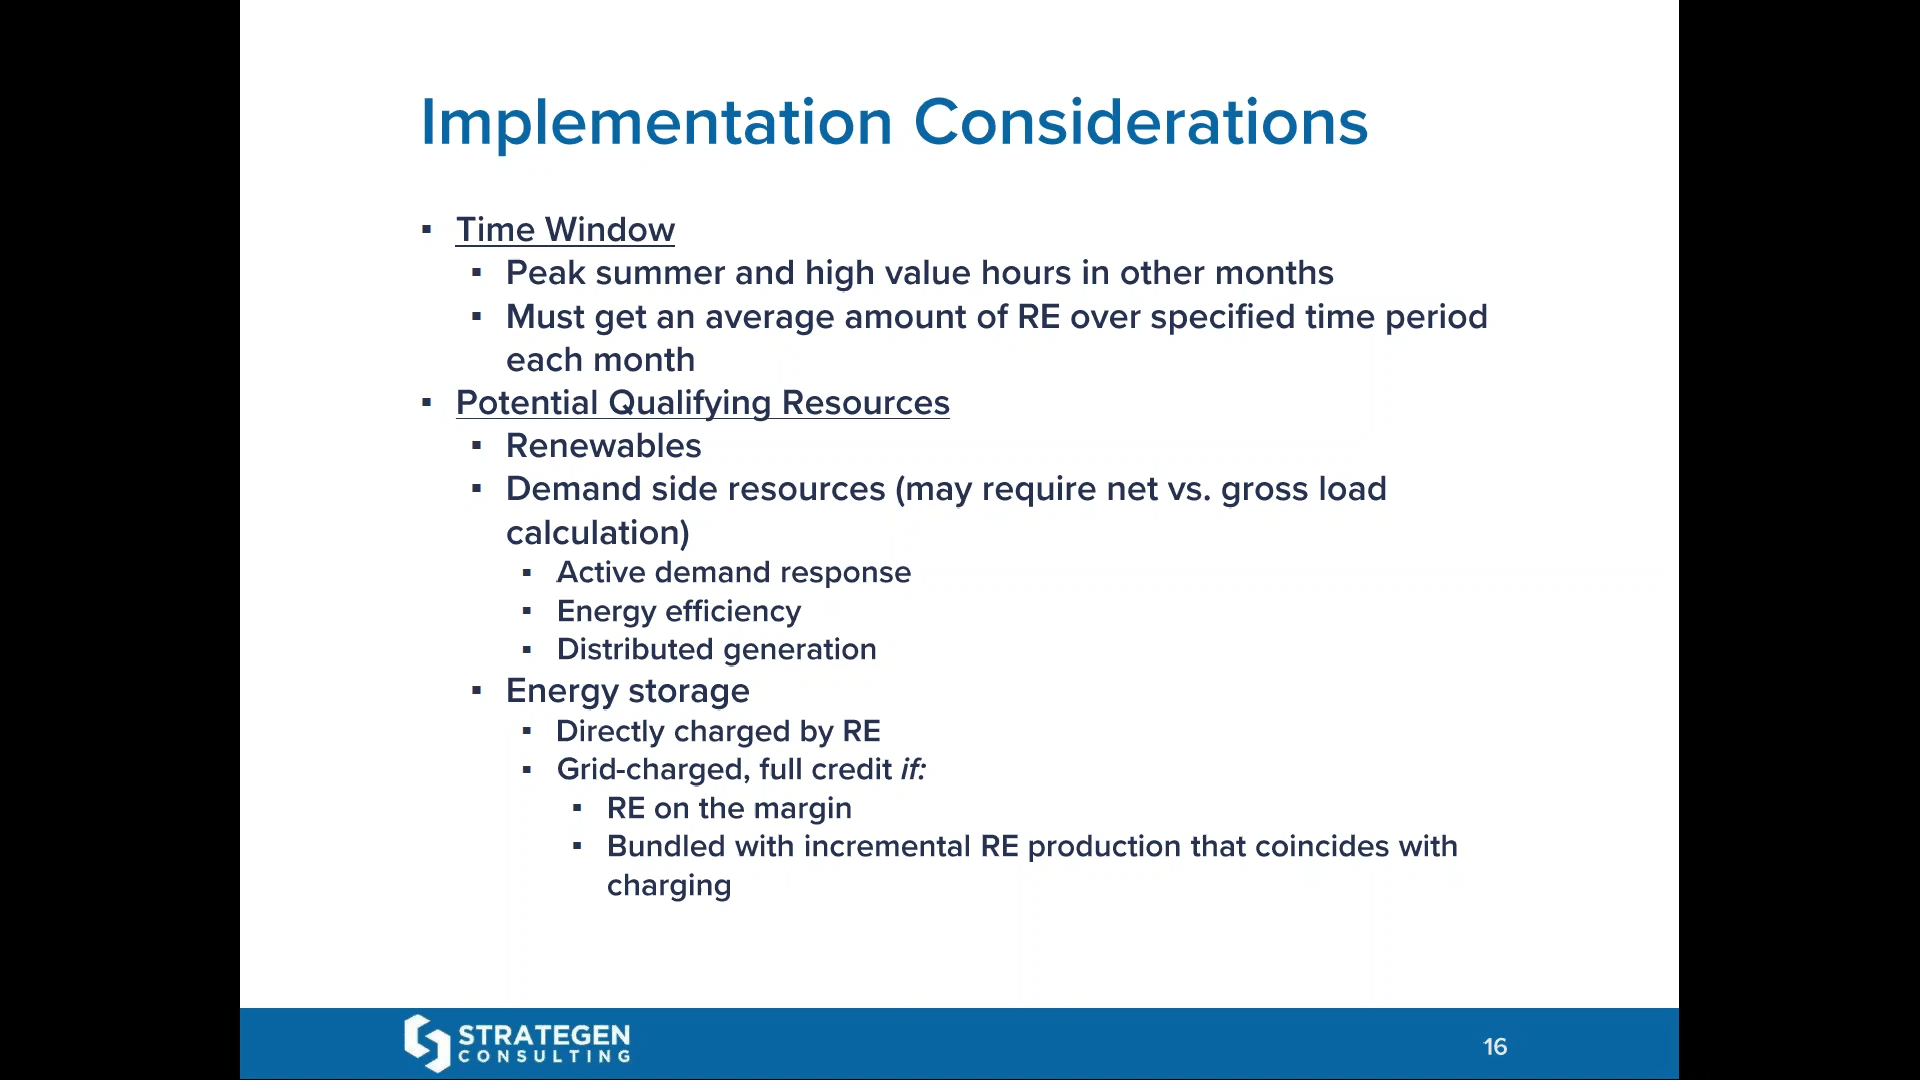 Implementation Considerations
▪ Time Window
▪ Peak summer and high value hours in other months
▪ Must get an average amount of RE over specified time period
each month
▪ Potential Qualifying Resources
▪ Renewables
▪ Demand side resources (may require net vs. gross load
calculation)
▪ Active demand response
▪ Energy efficiency
▪ Distributed generation
▪ Energy storage
▪ Directly charged by RE
▪ Grid-charged, full credit if:
▪ RE on the margin
▪ Bundled with incremental RE production that coincides with
charging
STRATEGEN
CONSULTING
16